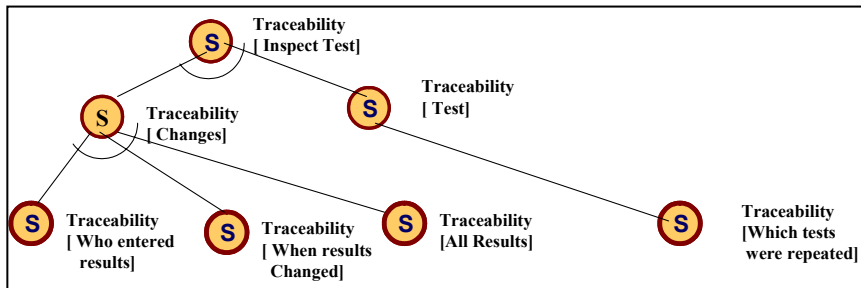 Traceability
[ Inspect Test]
S
Traceability
[ Test]
S
Traceability
[ Changes]
S
Traceability
[ Who entered
results]
S
Traceability
[ When results
Changed]
S
Traceability
[All Results]
S
Traceability
[Which tests
were repeated]
S